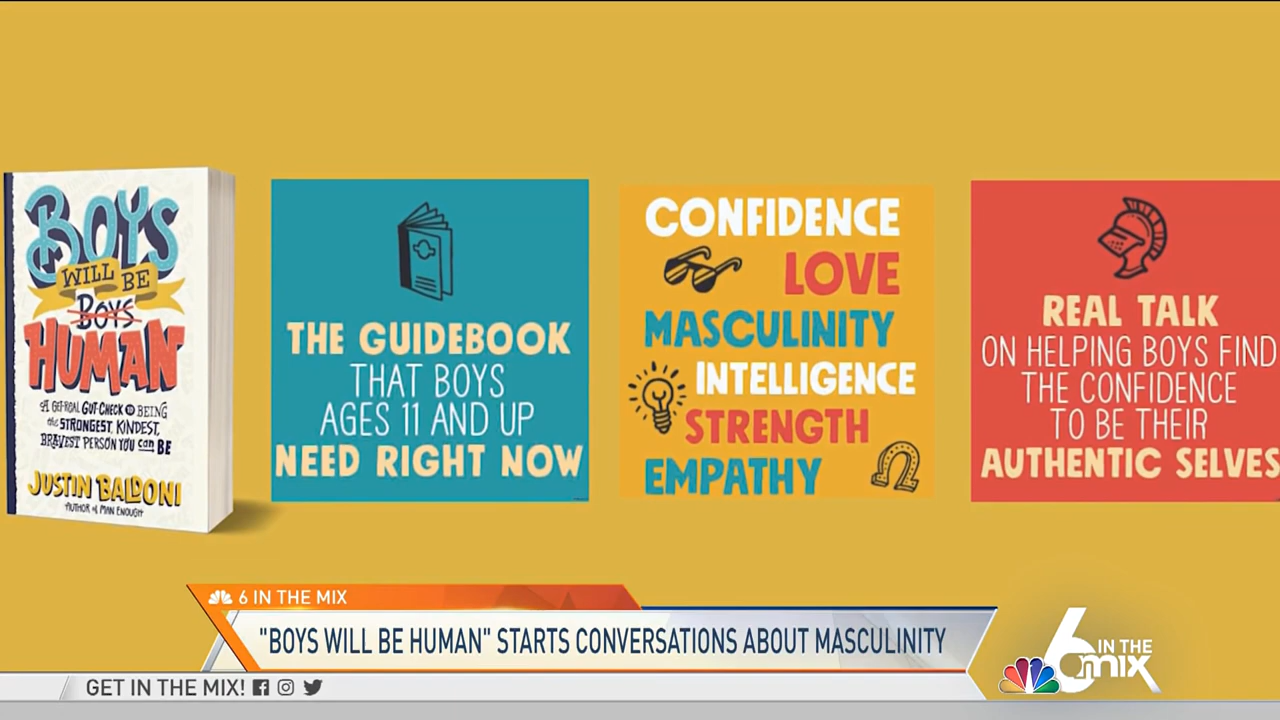 BOYS
WILL BE
BOYS
HUMAN
A GET-REAL GUT-CHECK TO BEING
the STRONGEST, KINDEST,
BRAVEST PERSON YOU can BE
JUSTIN BALDONI
AUTHOR of MAN ENOUGH
THE GUIDEBOOK
THAT BOYS
AGES 11 AND UP
NEED RIGHT NOW
CONFIDENCE
LOVE
MASCULINITY
INTELLIGENCE
STRENGTH
EMPATHY
REAL TALK
ON HELPING BOYS FIND
THE CONFIDENCE
TO BE THEIR
AUTHENTIC SELVES
6 IN THE MIX
"BOYS WILL BE HUMAN" STARTS CONVERSATIONS ABOUT MASCULINITY
GET IN THE MIX!
6 IN THE
mix